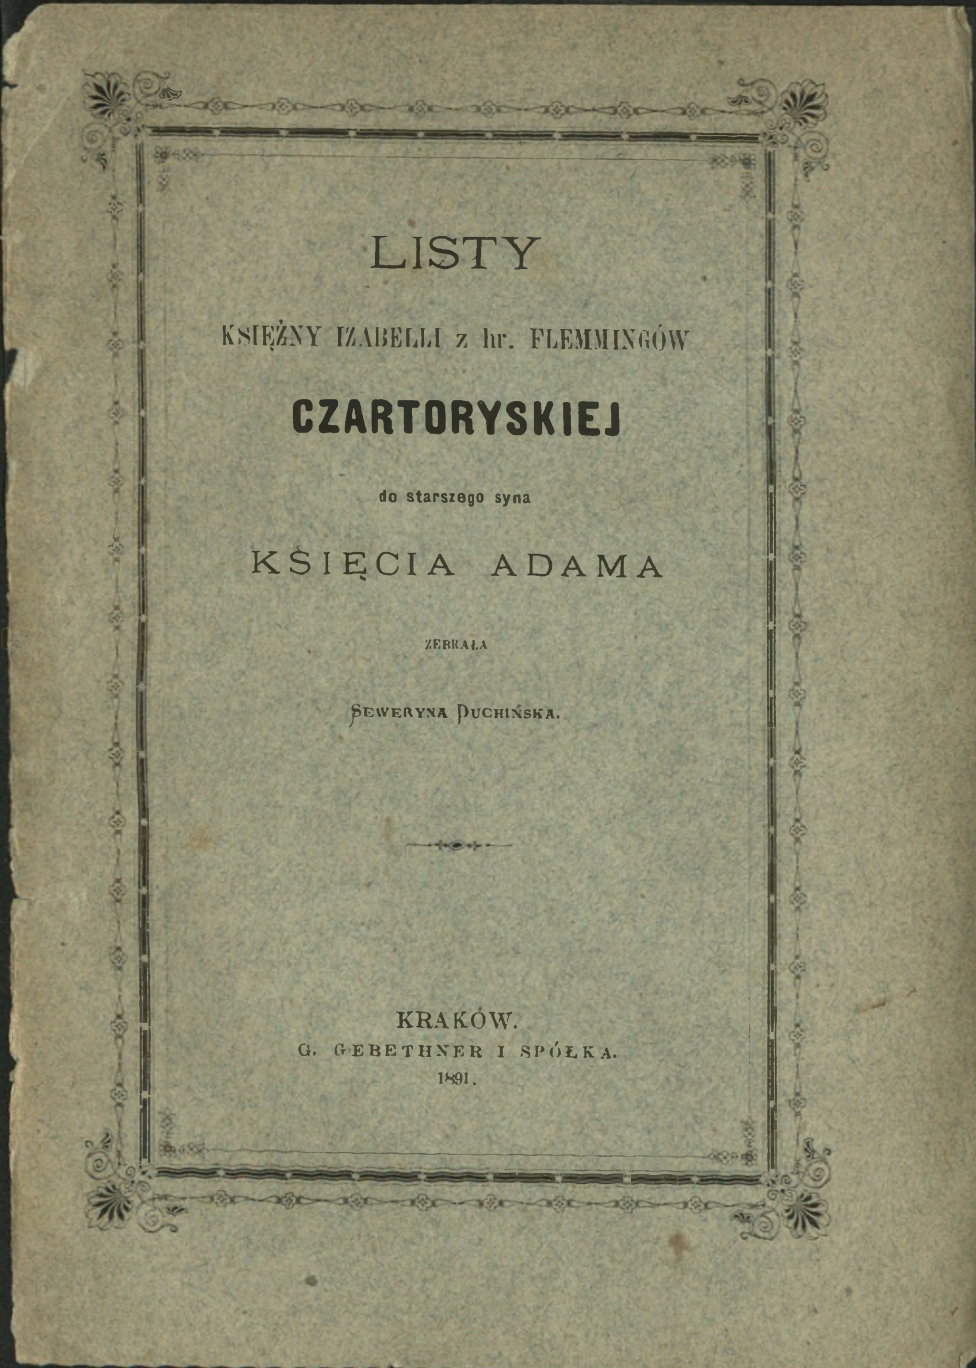 LISTY
KSIĘŻNY IZABELLI z hr. FLEMMINGÓW
CZARTORYSKIEJ
do starszego syna
KSIĘCIA ADAMA
ZEBRAŁA
SEWERYNA DUCHIŃSKA.
KRAKÓW.
G. GEBETHNER I SPÓŁKA.
1891.